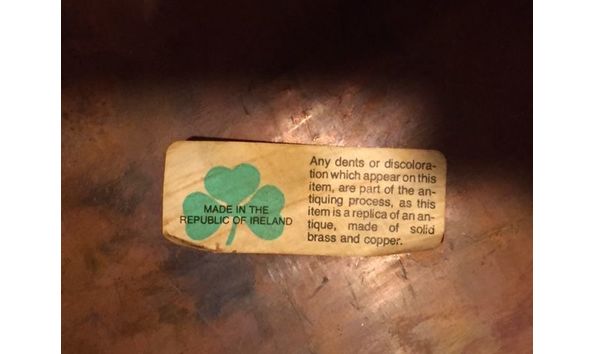 MADE IN THE
REPUBLIC OF IRELAND
Any dents or discolora-
tion which appear on this
item, are part of the an-
tiquing process, as this
item is a replica of an an-
tique, made of solid
brass and copper.